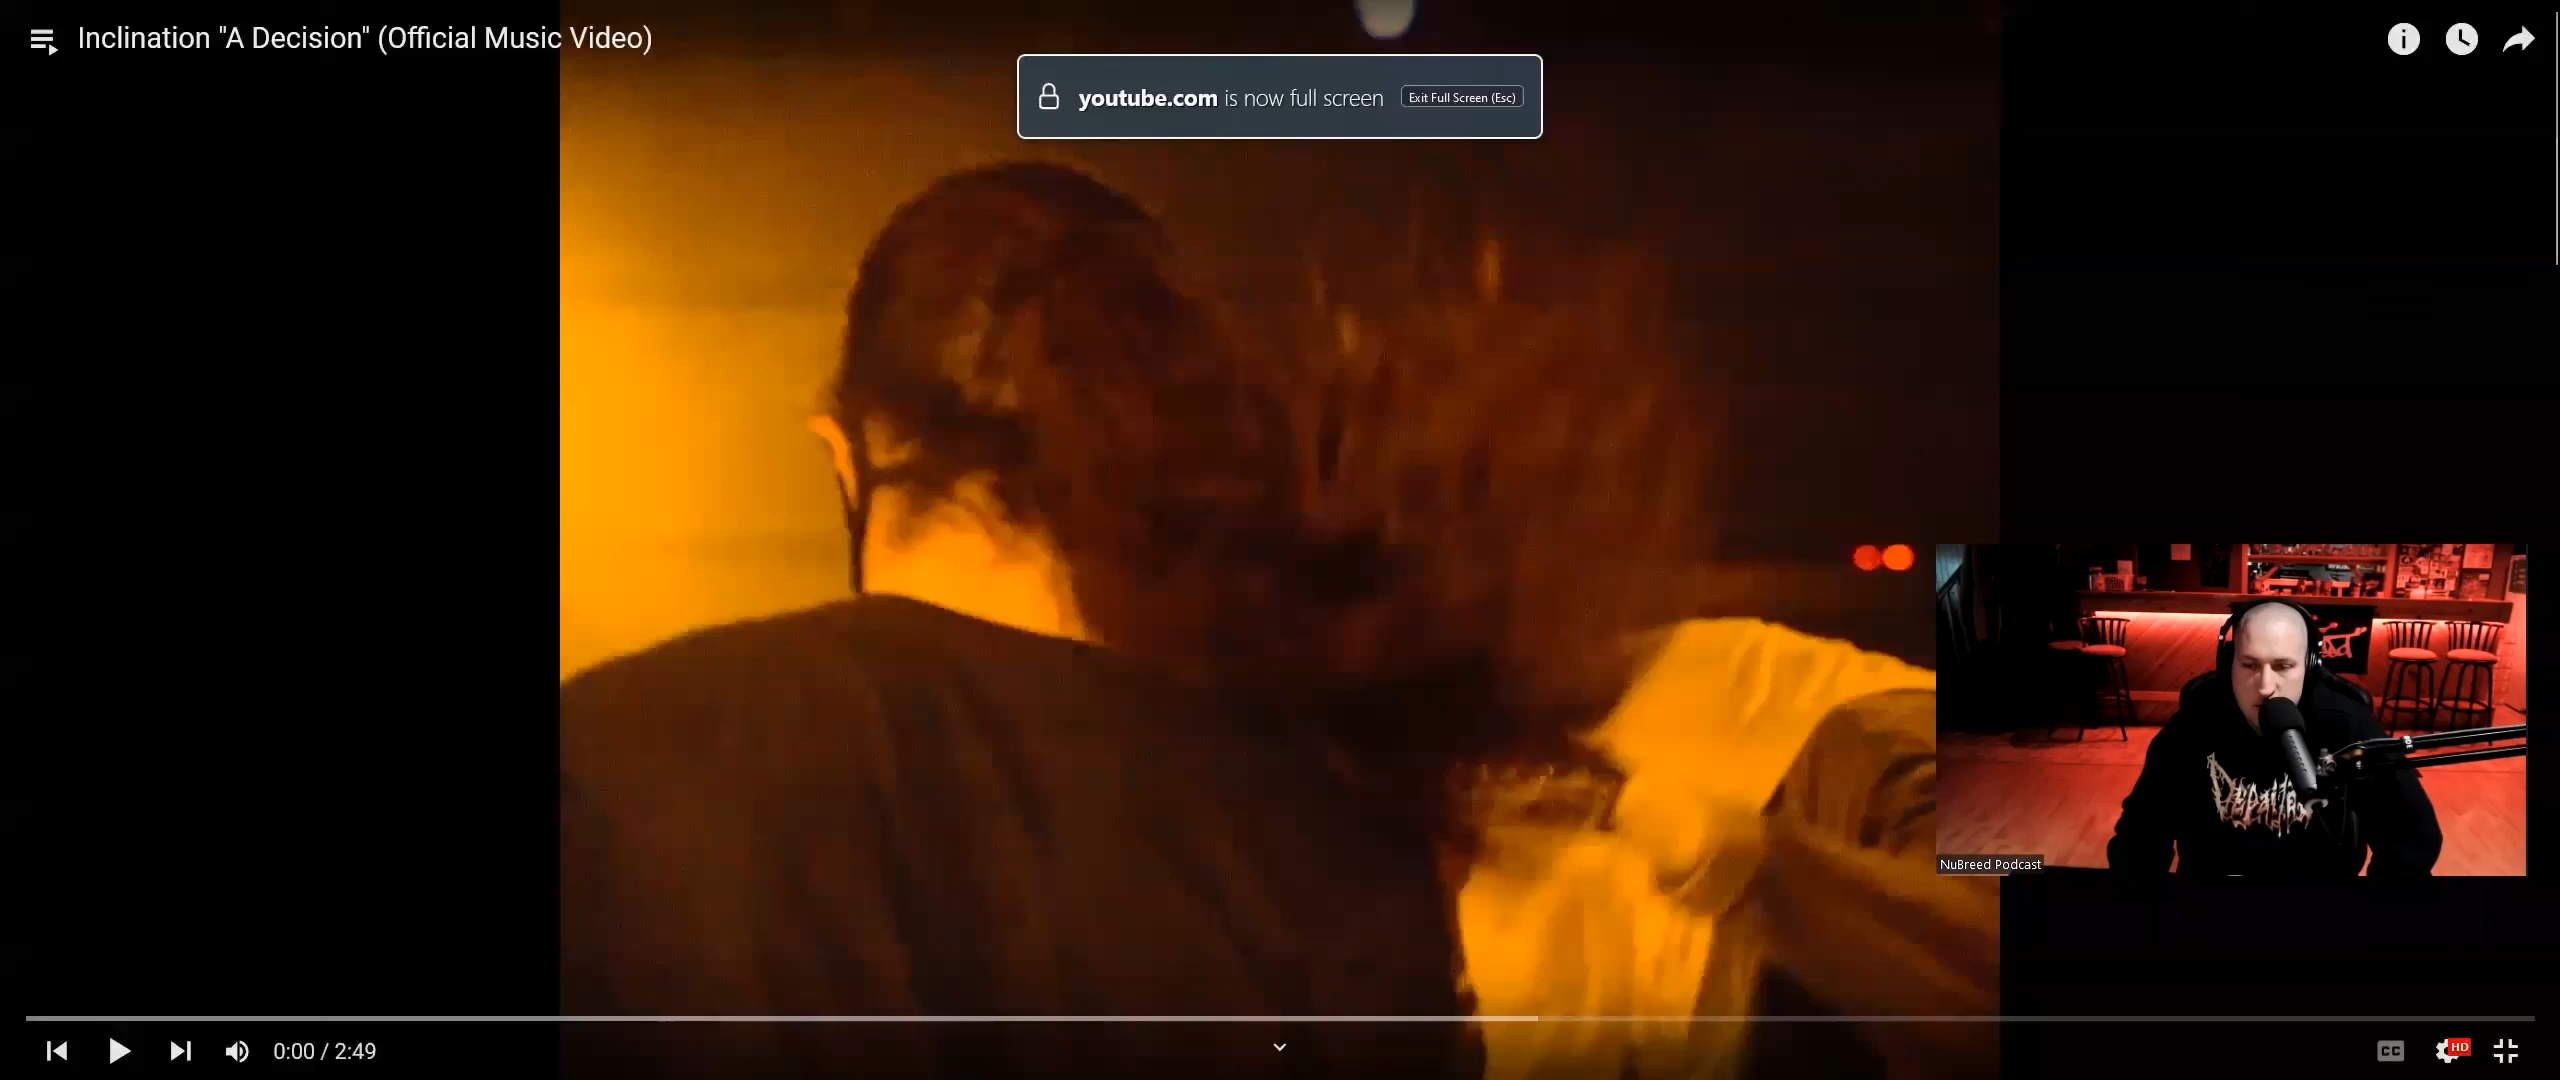 Inclination "A Decision" (Official Music Video)
youtube.com is now full screen Exit Full Screen (Esc)
NuBreed Podcast
0:00 / 2:49
CC
HD